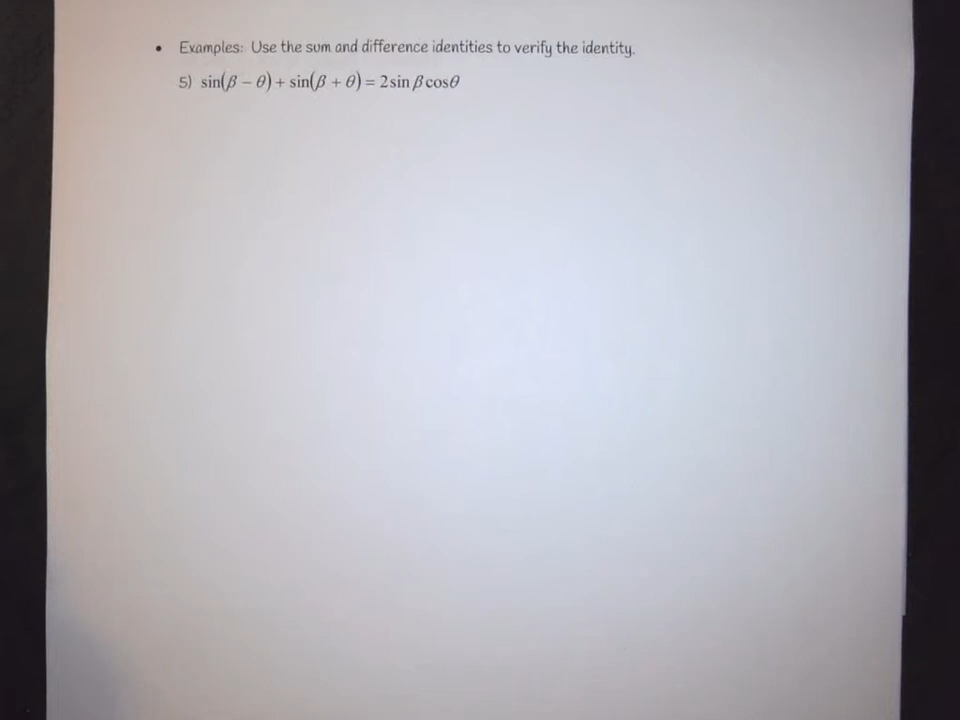 • Examples: Use the sum and difference identities to verify the identity.
5) sin(β − θ) + sin(β + θ) = 2sin β cosθ